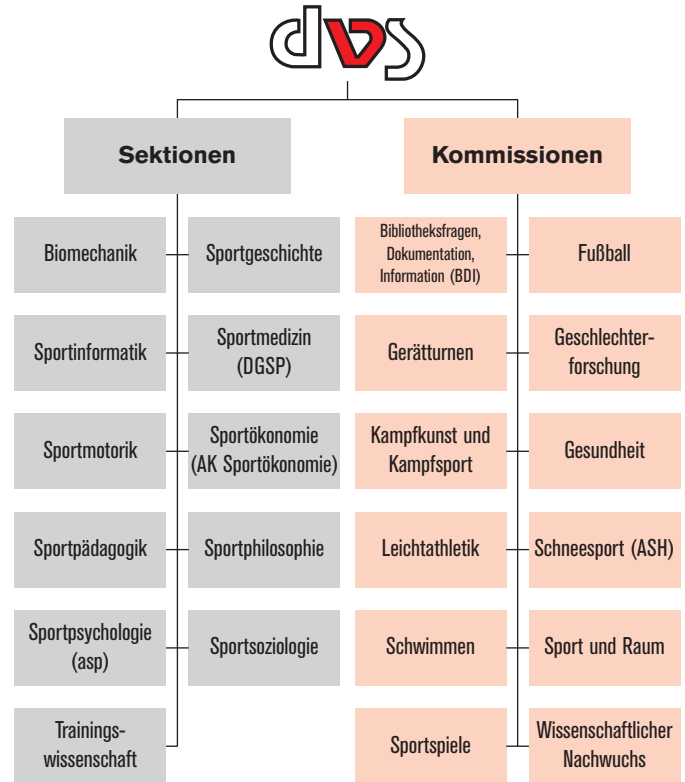 dvs
Sektionen
Kommissionen
Biomechanik
Sportgeschichte
Bibliotheksfragen,
Dokumentation,
Information (BDI)
Fußball
Sportinformatik
Sportmedizin
(DGSP)
Gerätturnen
Geschlechter-
forschung
Sportmotorik
Sportökonomie
(AK Sportökonomie)
Kampfkunst und
Kampfsport
Gesundheit
Sportpädagogik
Sportphilosophie
Leichtathletik
Schneesport (ASH)
Sportpsychologie
(asp)
Sportsoziologie
Schwimmen
Sport und Raum
Trainings-
wissenschaft
Sportspiele
Wissenschaftlicher
Nachwuchs